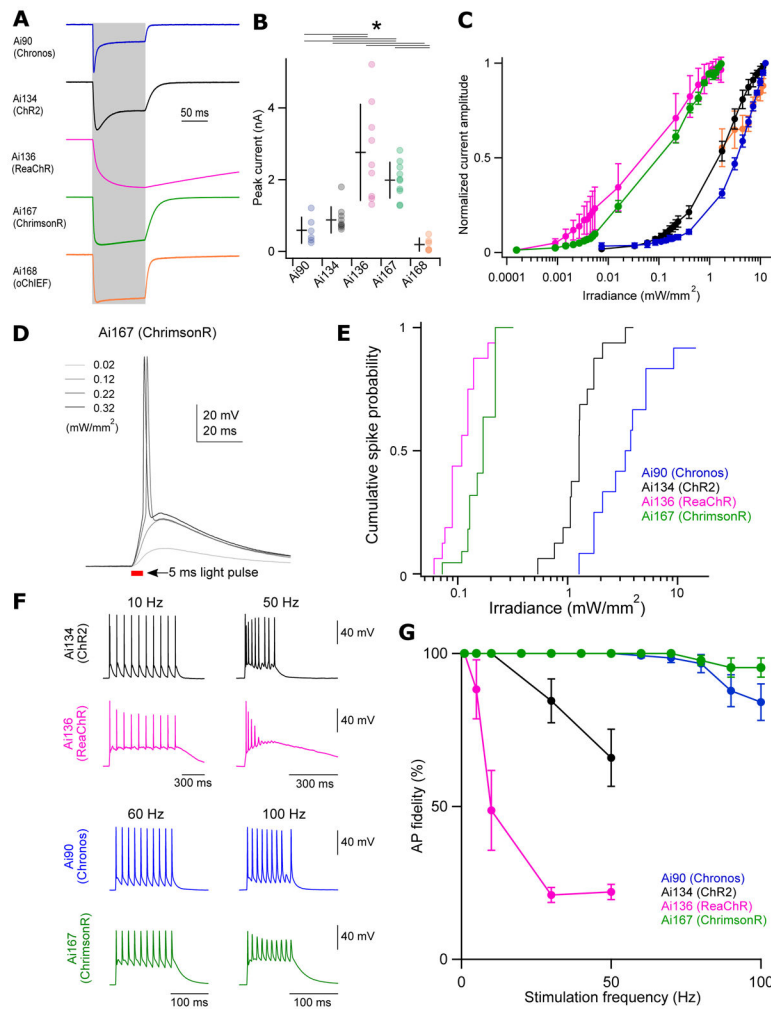 A
Ai90
(Chronos)
Ai134
(ChR2)
50 ms
Ai136
(ReaChR)
Ai167
(ChrimsonR)
Ai168
(oChIEF)
B
*
Peak current (nA)
4
2
0
Ai90
Ai134
Ai136
Ai167
Ai168
C
Normalized current amplitude
1
0.5
0
0.0001
0.001
0.01
0.1
1
10
Irradiance (mW/mm²)
D
Ai167 (ChrimsonR)
0.02
0.12
0.22
0.32
(mW/mm²)
20 mV
20 ms
5 ms light pulse
E
Cumulative spike probability
1
0.5
0
Ai90 (Chronos)
Ai134 (ChR2)
Ai136 (ReaChR)
Ai167 (ChrimsonR)
0.1
1
10
Irradiance (mW/mm²)
F
10 Hz
50 Hz
Ai134
(ChR2)
40 mV
Ai136
(ReaChR)
40 mV
300 ms
300 ms
60 Hz
100 Hz
Ai90
(Chronos)
40 mV
Ai167
(ChrimsonR)
40 mV
100 ms
100 ms
G
AP fidelity (%)
100
50
0
Ai90 (Chronos)
Ai134 (ChR2)
Ai136 (ReaChR)
Ai167 (ChrimsonR)
0
50
100
Stimulation frequency (Hz)